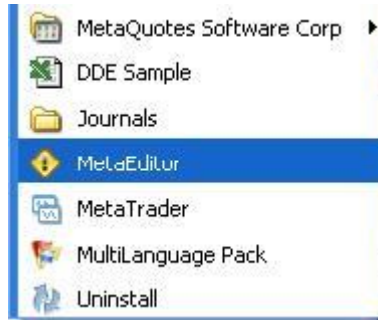 MetaQuotes Software Corp
DDE Sample
Journals
MetaEditor
MetaTrader
MultiLanguage Pack
Uninstall